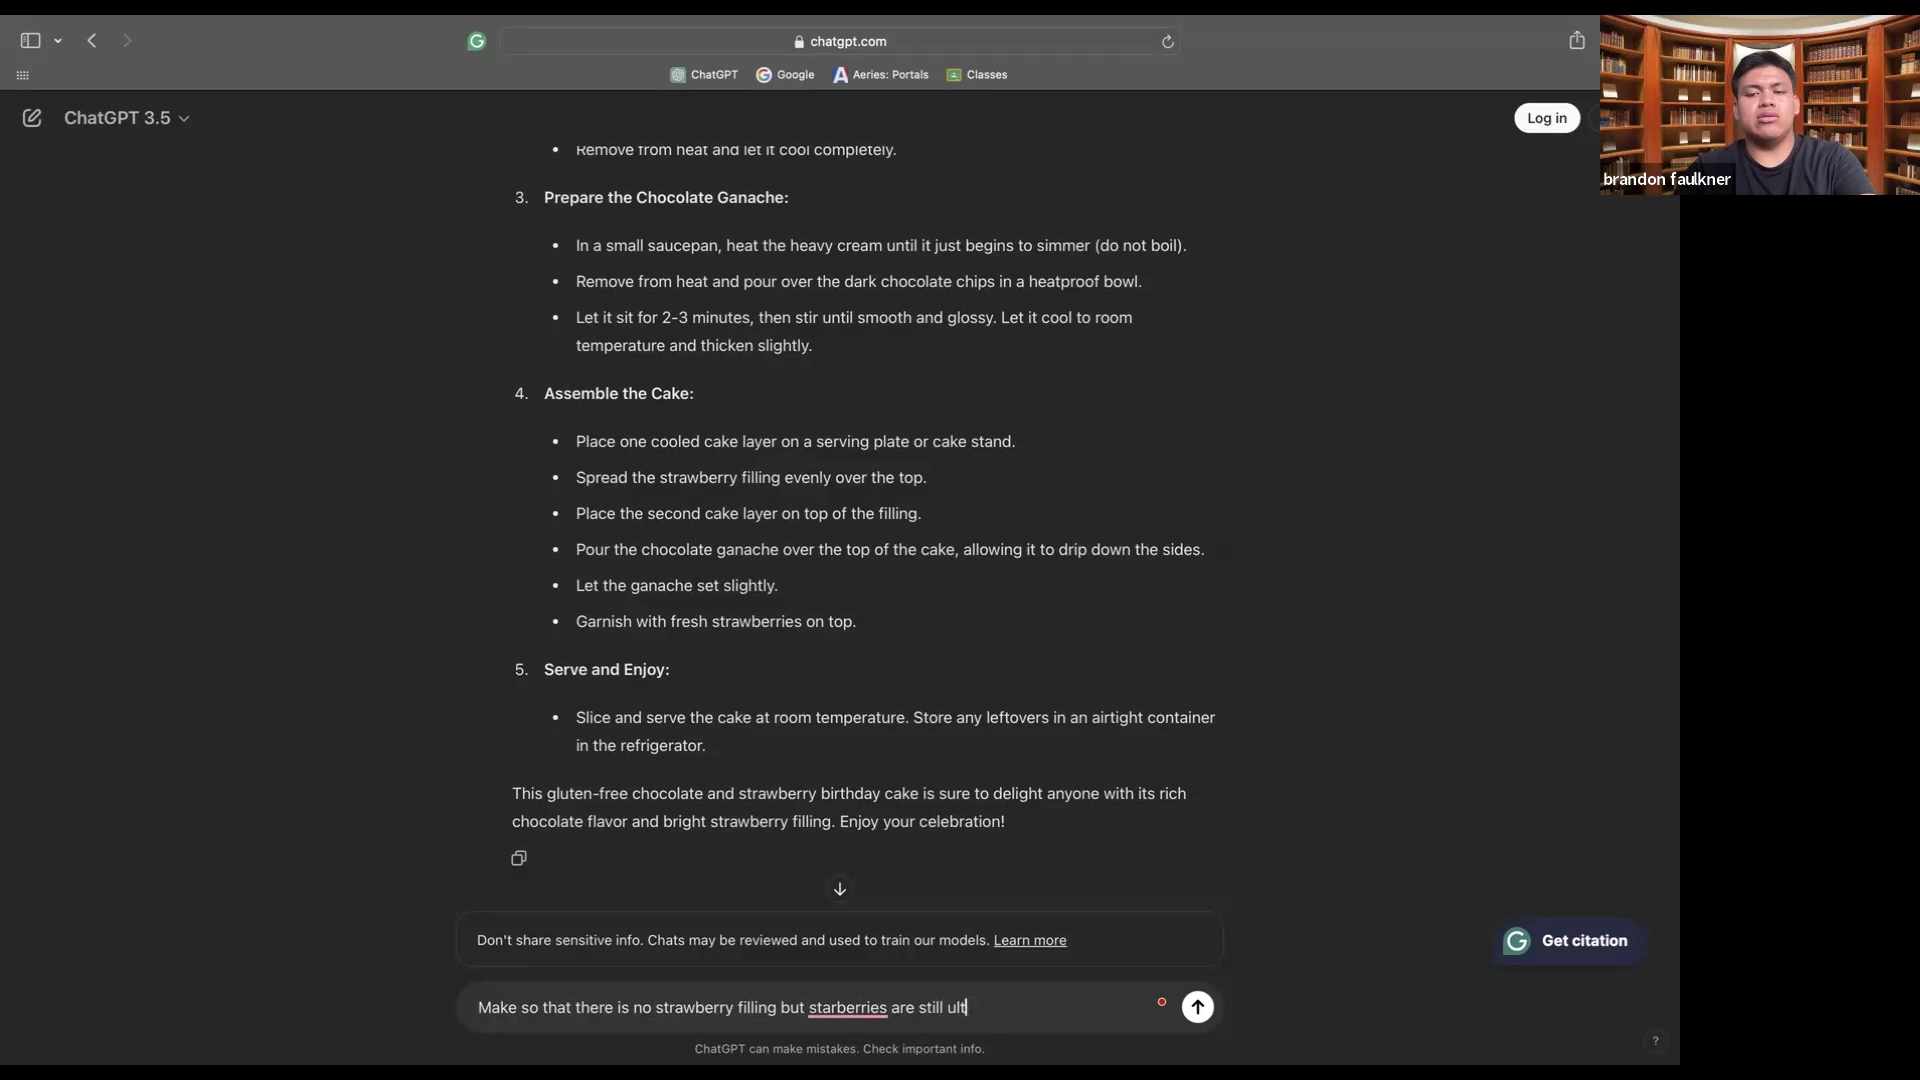 chatgpt.com
ChatGPT
Google
Aeries: Portals
Classes
ChatGPT 3.5
Log in
brandon faulkner
• Remove from heat and let it cool completely.
3. Prepare the Chocolate Ganache:
• In a small saucepan, heat the heavy cream until it just begins to simmer (do not boil).
• Remove from heat and pour over the dark chocolate chips in a heatproof bowl.
• Let it sit for 2-3 minutes, then stir until smooth and glossy. Let it cool to room
temperature and thicken slightly.
4. Assemble the Cake:
• Place one cooled cake layer on a serving plate or cake stand.
• Spread the strawberry filling evenly over the top.
• Place the second cake layer on top of the filling.
• Pour the chocolate ganache over the top of the cake, allowing it to drip down the sides.
• Let the ganache set slightly.
• Garnish with fresh strawberries on top.
5. Serve and Enjoy:
• Slice and serve the cake at room temperature. Store any leftovers in an airtight container
in the refrigerator.
This gluten-free chocolate and strawberry birthday cake is sure to delight anyone with its rich
chocolate flavor and bright strawberry filling. Enjoy your celebration!
Don't share sensitive info. Chats may be reviewed and used to train our models. Learn more
Get citation
Make so that there is no strawberry filling but starberries are still ult
ChatGPT can make mistakes. Check important info.
?